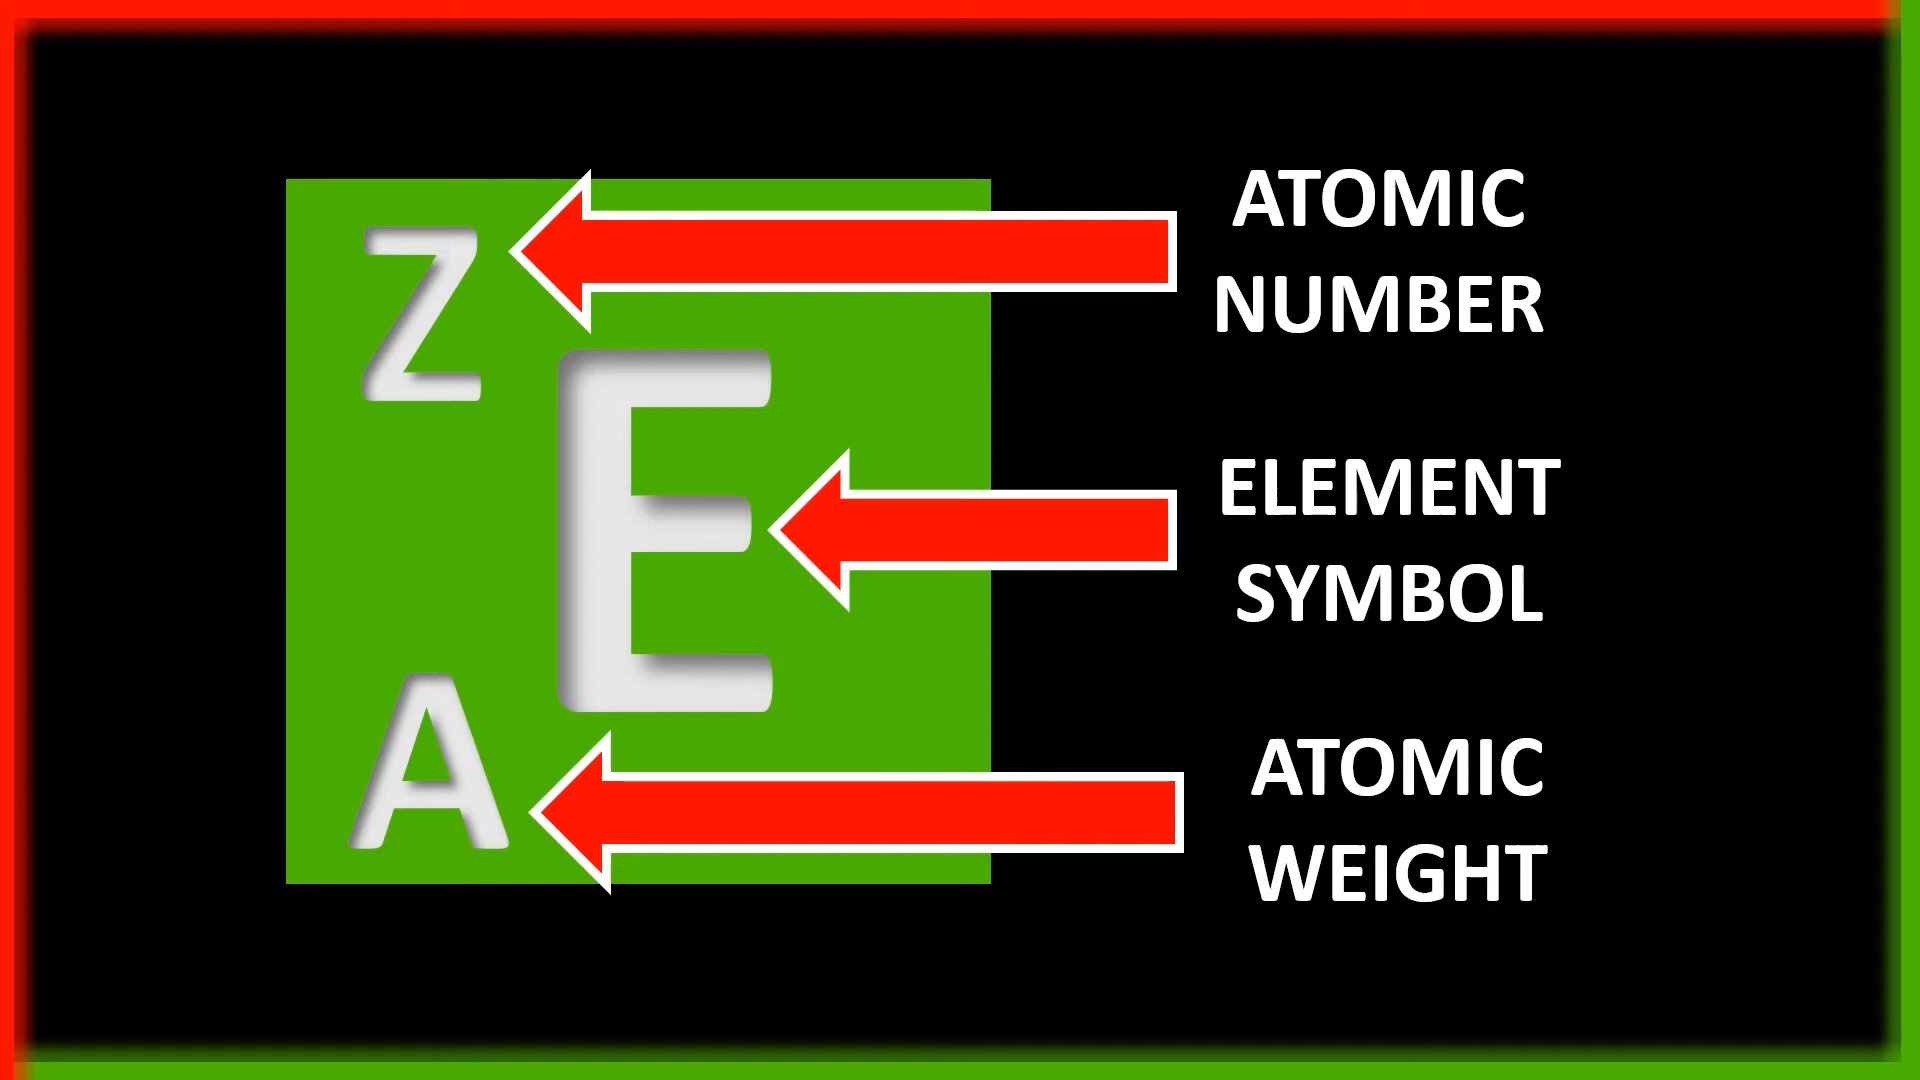 Z
ATOMIC
NUMBER
E
ELEMENT
SYMBOL
A
ATOMIC
WEIGHT